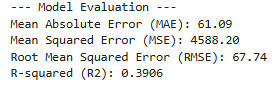 --- Model Evaluation ---
Mean Absolute Error (MAE): 61.09
Mean Squared Error (MSE): 4588.20
Root Mean Squared Error (RMSE): 67.74
R-squared (R2): 0.3906